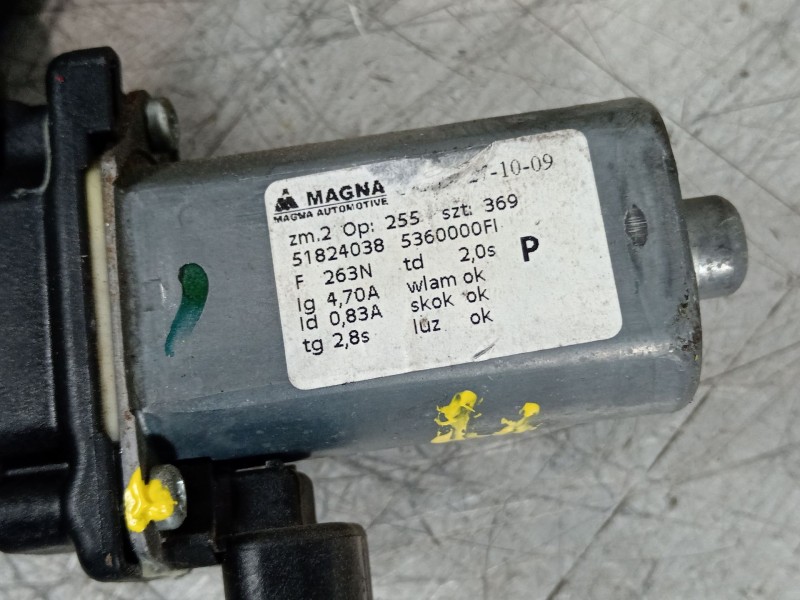 MAGNA 27-10-09
MAGNA AUTOMOTIVE
zm.2 Op: 255 szt: 369
51824038 5360000FI
F 263N td 2,0s P
Ig 4,70A wlam ok
Id 0,83A skok ok
tg 2,8s luz ok